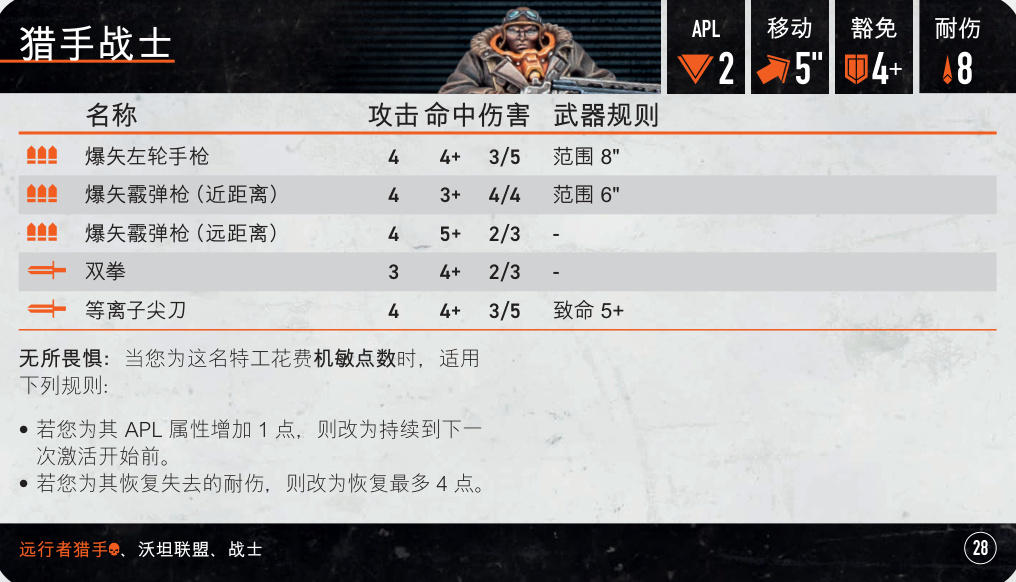 猎手战士
APL 2
移动 5"
豁免 4+
耐伤 8
名称 攻击 命中 伤害 武器规则
爆矢左轮手枪 4 4+ 3/5 范围 8"
爆矢霰弹枪（近距离） 4 3+ 4/4 范围 6"
爆矢霰弹枪（远距离） 4 5+ 2/3 -
双拳 3 4+ 2/3 -
等离子尖刀 4 4+ 3/5 致命 5+
无所畏惧：当您为这名特工花费机敏点数时，适用
下列规则:
• 若您为其 APL 属性增加 1 点，则改为持续到下一
次激活开始前。
• 若您为其恢复失去的耐伤，则改为恢复最多 4 点。
远行者猎手、沃坦联盟、战士
28